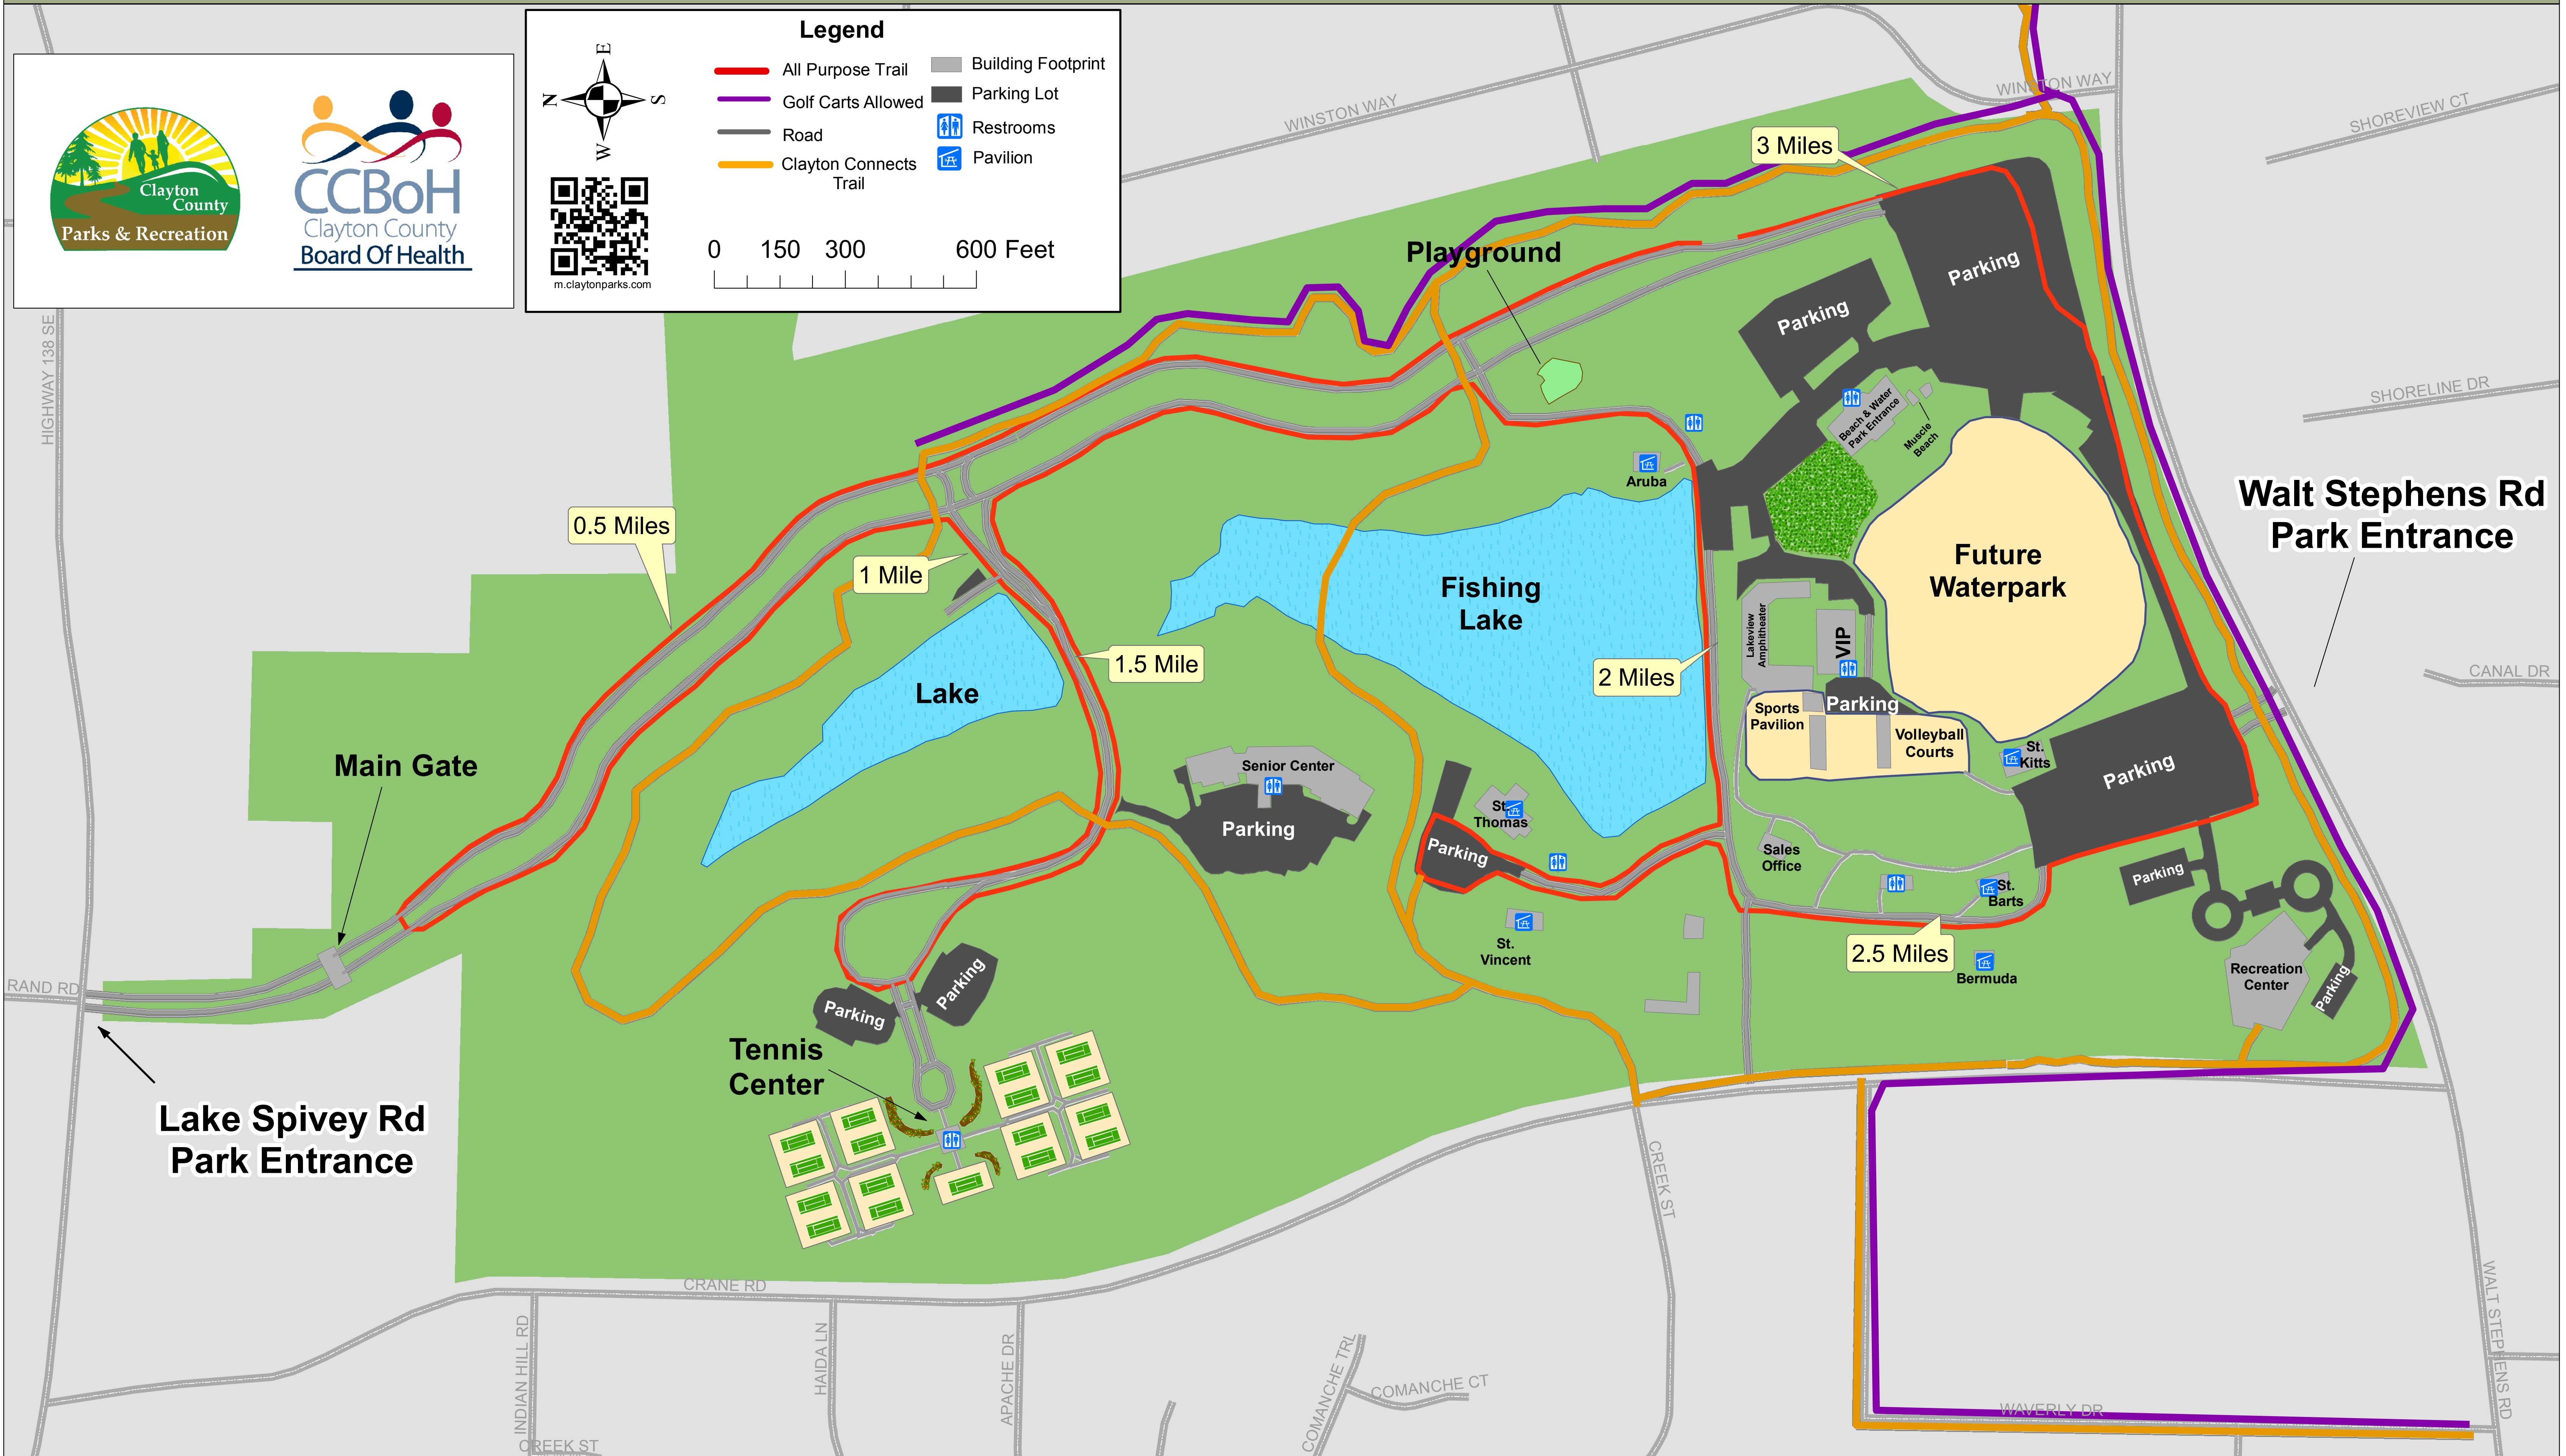 Clayton
County
Parks & Recreation
CCBoH
Clayton County
Board Of Health
Legend
N
E
S
W
All Purpose Trail
Golf Carts Allowed
Road
Clayton Connects
Trail
Building Footprint
Parking Lot
Restrooms
Pavilion
m.claytonparks.com
0 150 300 600 Feet
WINSTON WAY
WINSTON WAY
SHOREVIEW CT
SHORELINE DR
CANAL DR
HIGHWAY 138 SE
3 Miles
Playground
Parking
Parking
Beach & Water
Park Entrance
Muscle
Beach
Aruba
Walt Stephens Rd
Park Entrance
0.5 Miles
1 Mile
1.5 Mile
2 Miles
Fishing
Lake
Future
Waterpark
Lakeview
Amphitheater
VIP
Parking
Lake
Main Gate
Sports
Pavilion
Volleyball
Courts
St.
Kitts
Parking
Senior Center
Parking
St.
Thomas
Parking
Sales
Office
St.
Barts
Parking
2.5 Miles
St.
Vincent
Bermuda
Recreation
Center
Parking
RAND RD
Parking
Parking
Tennis
Center
Lake Spivey Rd
Park Entrance
CREEK ST
CRANE RD
INDIAN HILL RD
HAIDA LN
APACHE DR
COMANCHE TRL
COMANCHE CT
WAVERLY DR
WALT STEPHENS RD
CREEK ST